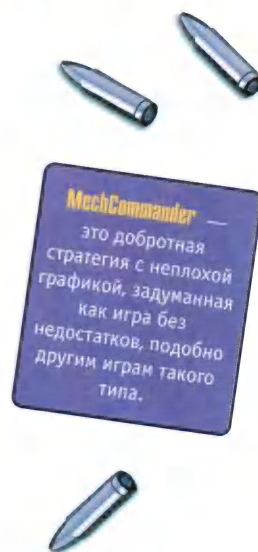 MechCommander —
это добротная
стратегия с неплохой
графикой, задуманная
как игра без
недостатков, подобно
другим играм такого
типа.